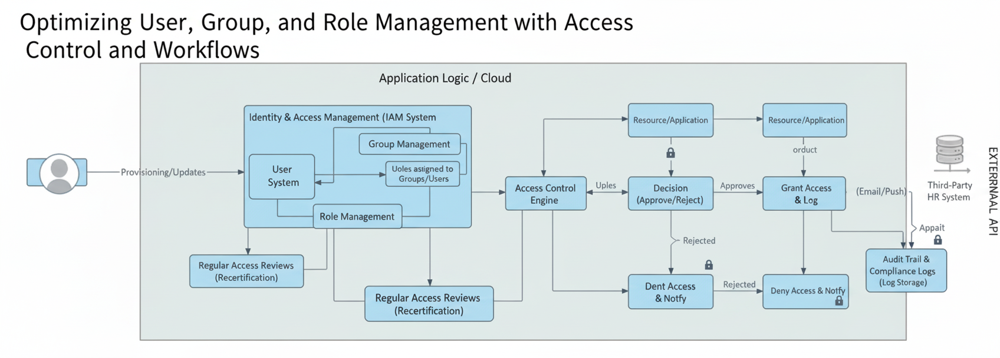 Optimizing User, Group, and Role Management with Access
Control and Workflows
Application Logic / Cloud
Provisioning/Updates
Identity & Access Management (IAM System
Group Management
User
System
Uoles assigned to
Groups/Users
Role Management
Regular Access Reviews
(Recertification)
Regular Access Reviews
(Recertification)
Access Control
Engine
Uples
Resource/Application
Resource/Application
orduct
Decision
(Approve/Reject)
Approves
Grant Access
& Log
(Email/Push)
Rejected
Dent Access
& Notfy
Rejected
Deny Access & Notfy
Appait
Audit Trail &
Compliance Logs
(Log Storage)
Third-Party
HR System
EXTERRNAAL API